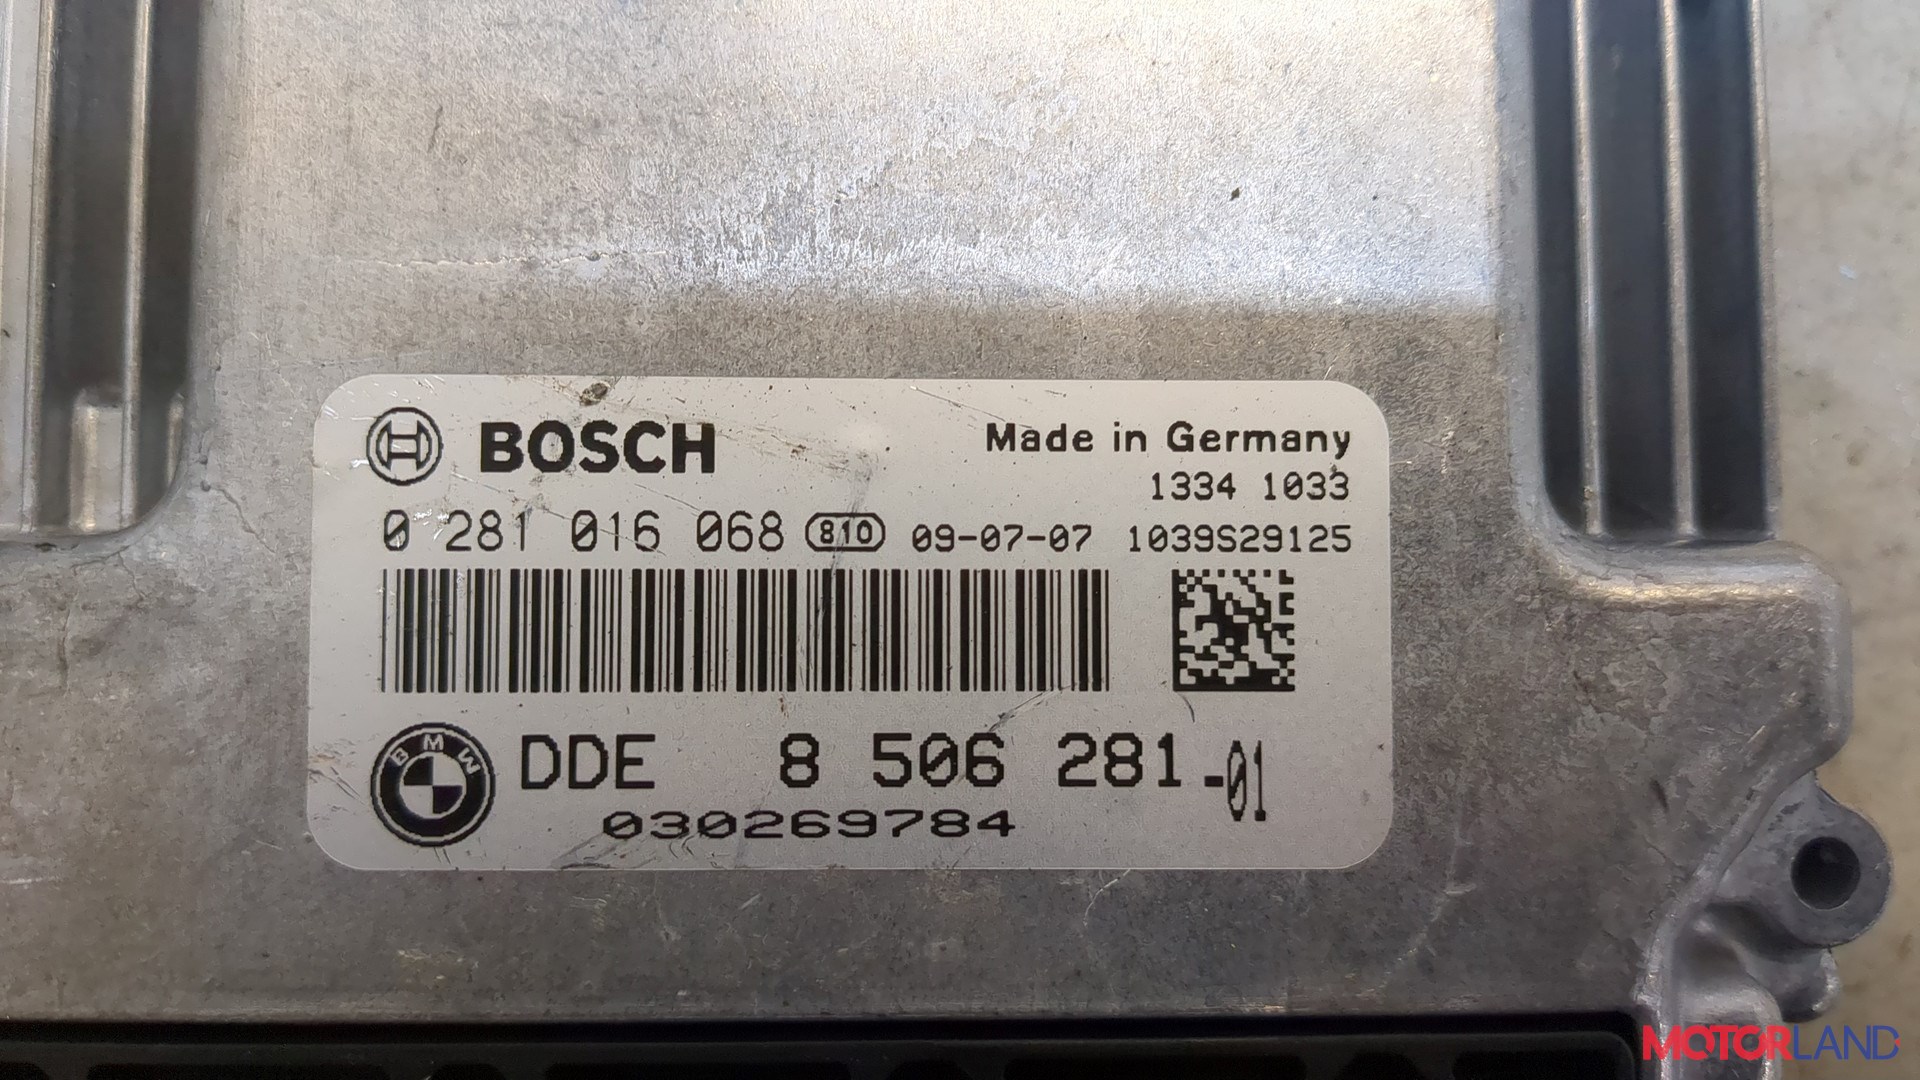 BOSCH
Made in Germany
1334 1033
0 281 016 068 810 09-07-07 1039S29125
BMW DDE 8 506 281-01
030269784
MOTORLAND